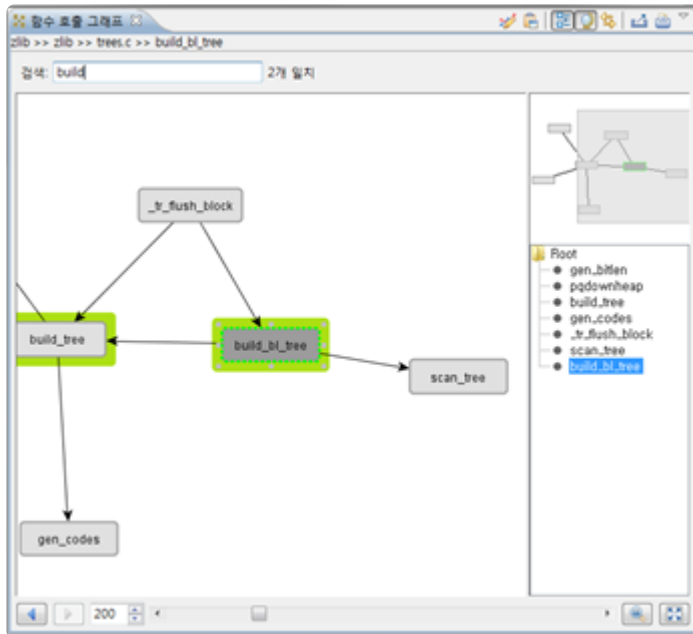 함수 호출 그래프
zlib >> zlib >> trees.c >> build_bl_tree
검색: build
2개 일치
_tr_flush_block
build_tree
build_bl_tree
scan_tree
gen_codes
Root
gen_bitlen
pqdownheap
build_tree
gen_codes
_tr_flush_block
scan_tree
build_bl_tree
200